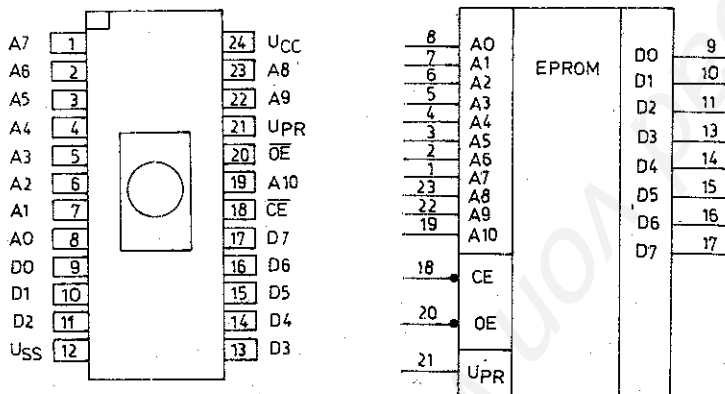 A7 1 24 UCC
A6 2 23 A8
A5 3 22 A9
A4 4 21 UPR
A3 5 20 OE
A2 6 19 A10
A1 7 18 CE
A0 8 17 D7
D0 9 16 D6
D1 10 15 D5
D2 11 14 D4
USS 12 13 D3
EPROM
8 A0
7 A1
6 A2
5 A3
4 A4
3 A5
2 A6
1 A7
23 A8
22 A9
19 A10
18 CE
20 OE
21 UPR
D0 9
D1 10
D2 11
D3 13
D4 14
D5 15
D6 16
D7 17